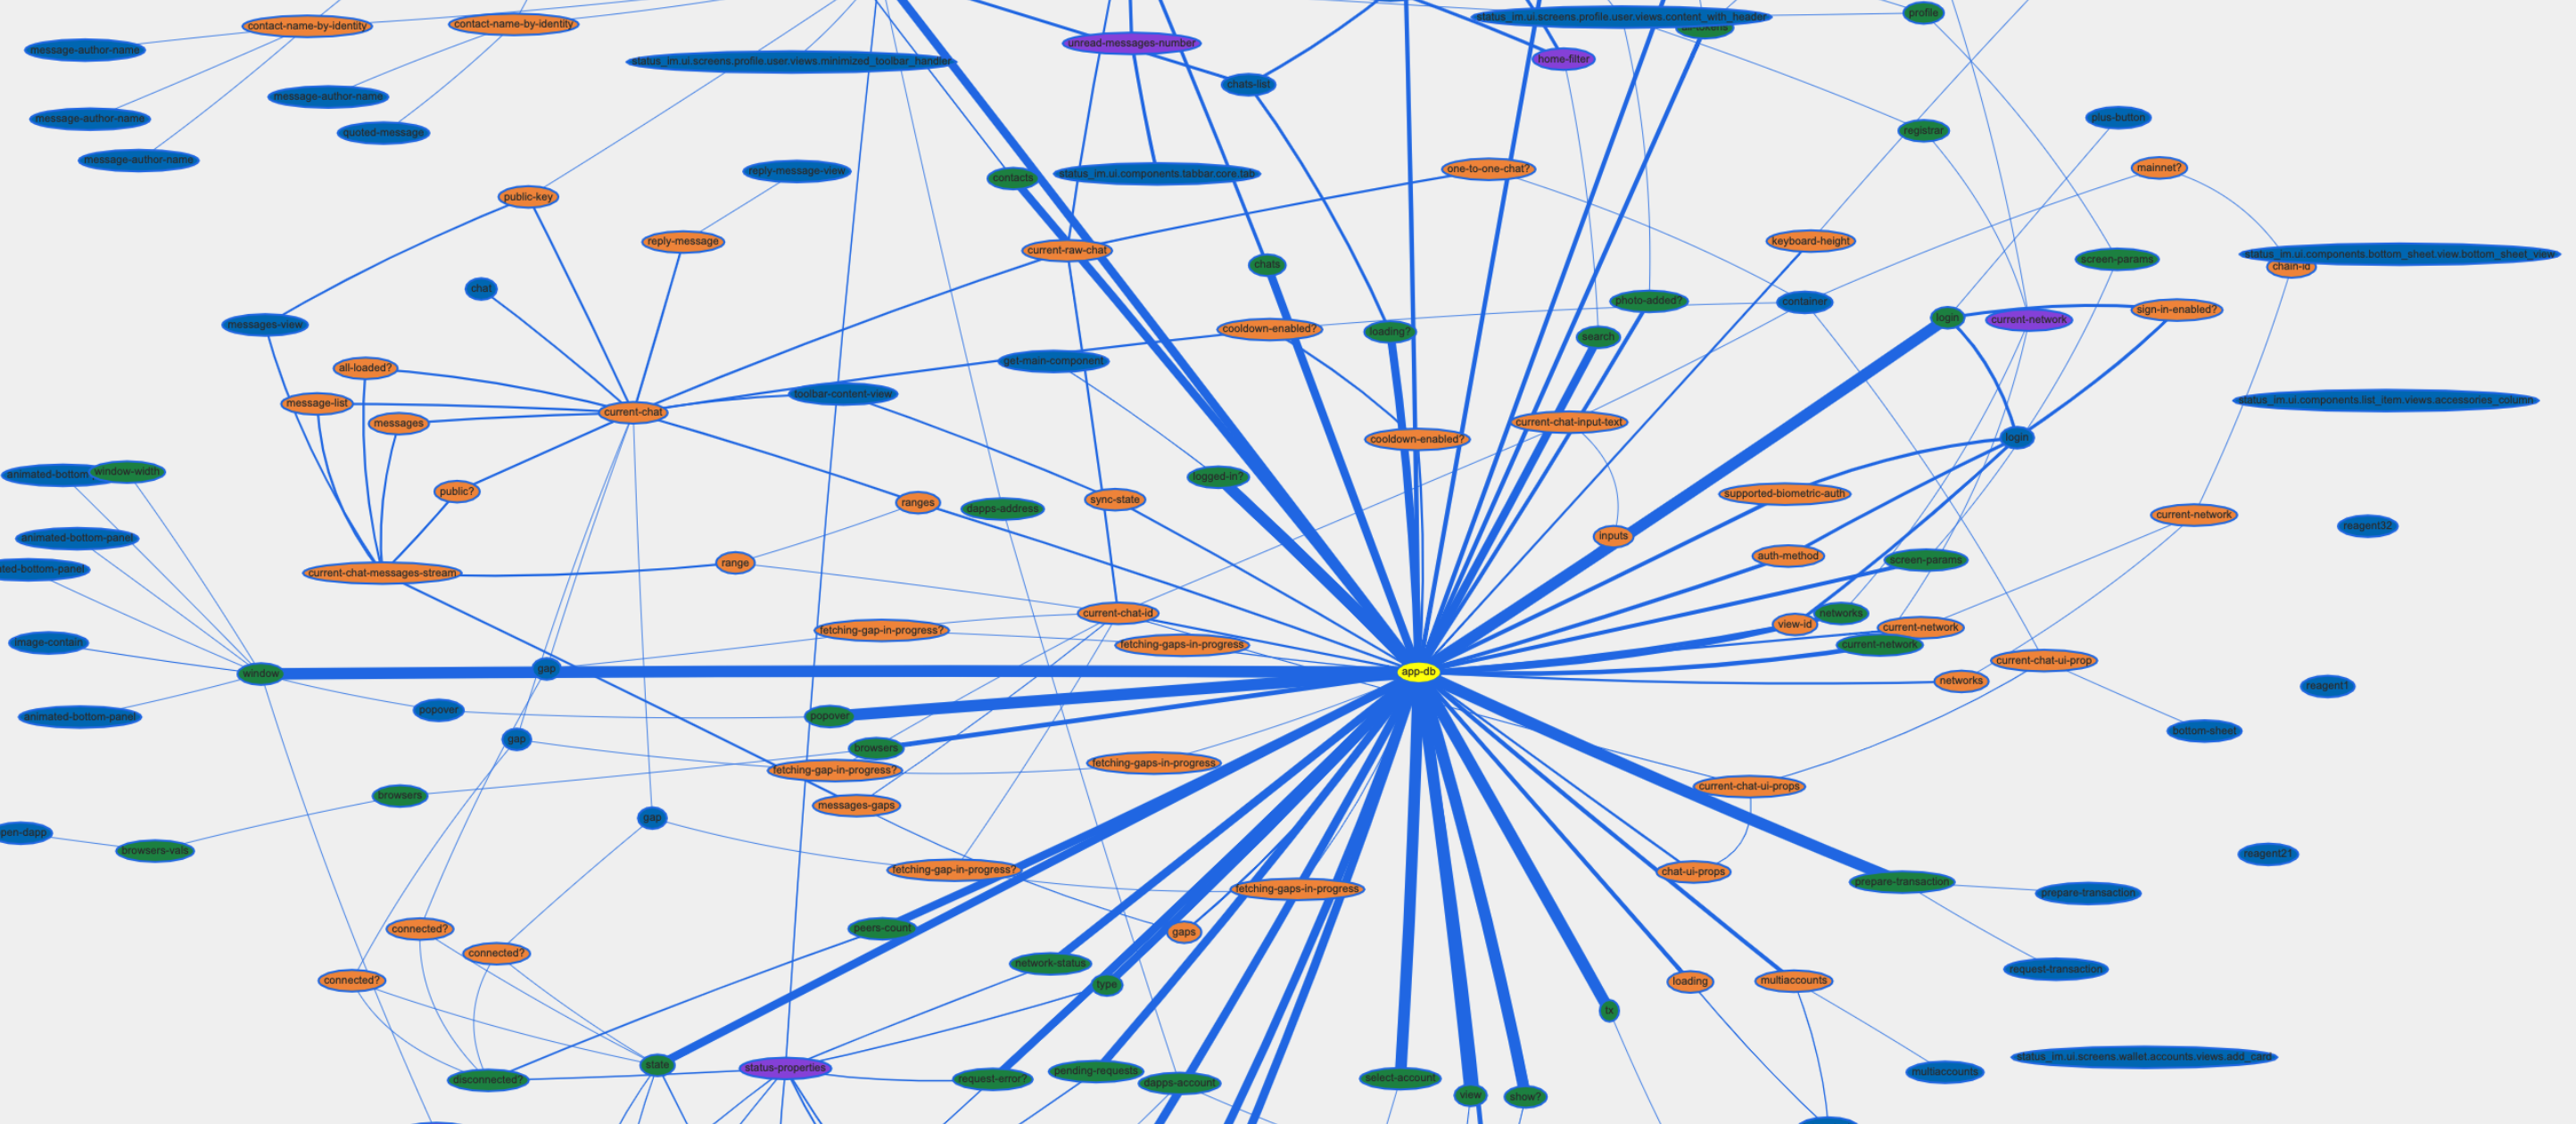 contact-name-by-identity
contact-name-by-identity
status_im.ui.screens.profile.user.views.content_with_header
profile
ui-tokens
message-author-name
unread-messages-number
home-filter
status_im.ui.screens.profile.user.views.minimized_toolbar_handler
chats-list
message-author-name
message-author-name
quoted-message
message-author-name
plus-button
registrar
reply-message-view
status_im.ui.components.tabbar.core.tab
contacts
one-to-one-chat?
mainnet?
public-key
reply-message
current-raw-chat
keyboard-height
chats
screen-params
status_im.ui.components.bottom_sheet.view.bottom_sheet_view
chain-id
chat
photo-added?
container
messages-view
cooldown-enabled?
loading?
search
login
current-network
sign-in-enabled?
all-loaded?
get-main-component
message-list
messages
current-chat
toolbar-content-view
status_im.ui.components.list_item.views.accessories_column
current-chat-input-text
cooldown-enabled?
login
animated-bottom
window-width
logged-in?
public?
ranges
sync-state
dapps-address
supported-biometric-auth
current-network
reagent32
animated-bottom-panel
inputs
auth-method
screen-params
ted-bottom-panel
current-chat-messages-stream
range
current-chat-id
networks
fetching-gap-in-progress?
view-id
current-network
image-contain
fetching-gaps-in-progress
current-network
window
gap
app-db
current-chat-ui-prop
networks
reagent1
animated-bottom-panel
popover
popover
gap
browsers
bottom-sheet
fetching-gap-in-progress?
fetching-gaps-in-progress
current-chat-ui-props
browsers
messages-gaps
gap
pen-dapp
browsers-vals
reagent21
fetching-gap-in-progress?
fetching-gaps-in-progress
chat-ui-props
prepare-transaction
prepare-transaction
connected?
peers-count
gaps
connected?
network-status
request-transaction
connected?
type
loading
multiaccounts
tx
state
status-properties
disconnected?
request-error?
pending-requests
dapps-account
select-account
view
show?
status_im.ui.screens.wallet.accounts.views.add_card
multiaccounts